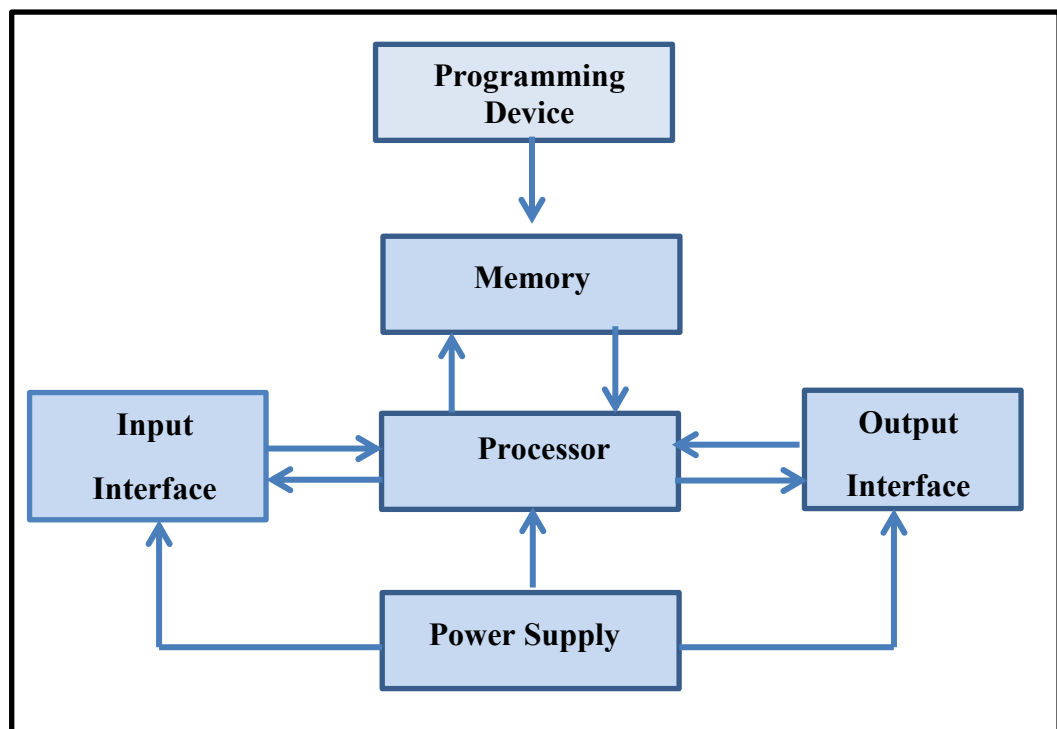 Programming
Device
Memory
Input
Interface
Processor
Output
Interface
Power Supply